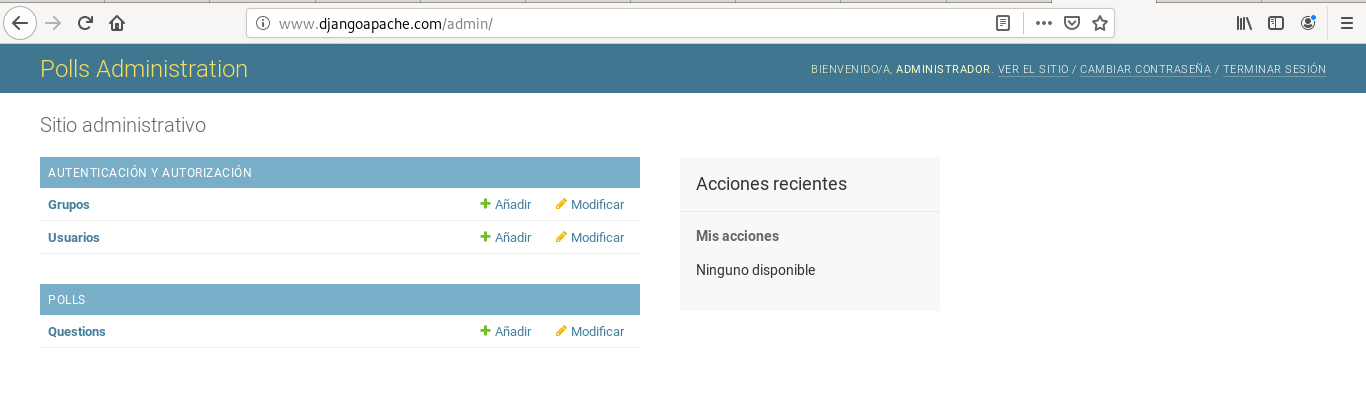 www.djangoapache.com/admin/
Polls Administration
BIENVENIDO/A, ADMINISTRADOR. VER EL SITIO / CAMBIAR CONTRASEÑA / TERMINAR SESIÓN
Sitio administrativo
AUTENTICACIÓN Y AUTORIZACIÓN
Grupos Añadir Modificar
Usuarios Añadir Modificar
POLLS
Questions Añadir Modificar
Acciones recientes
Mis acciones
Ninguno disponible